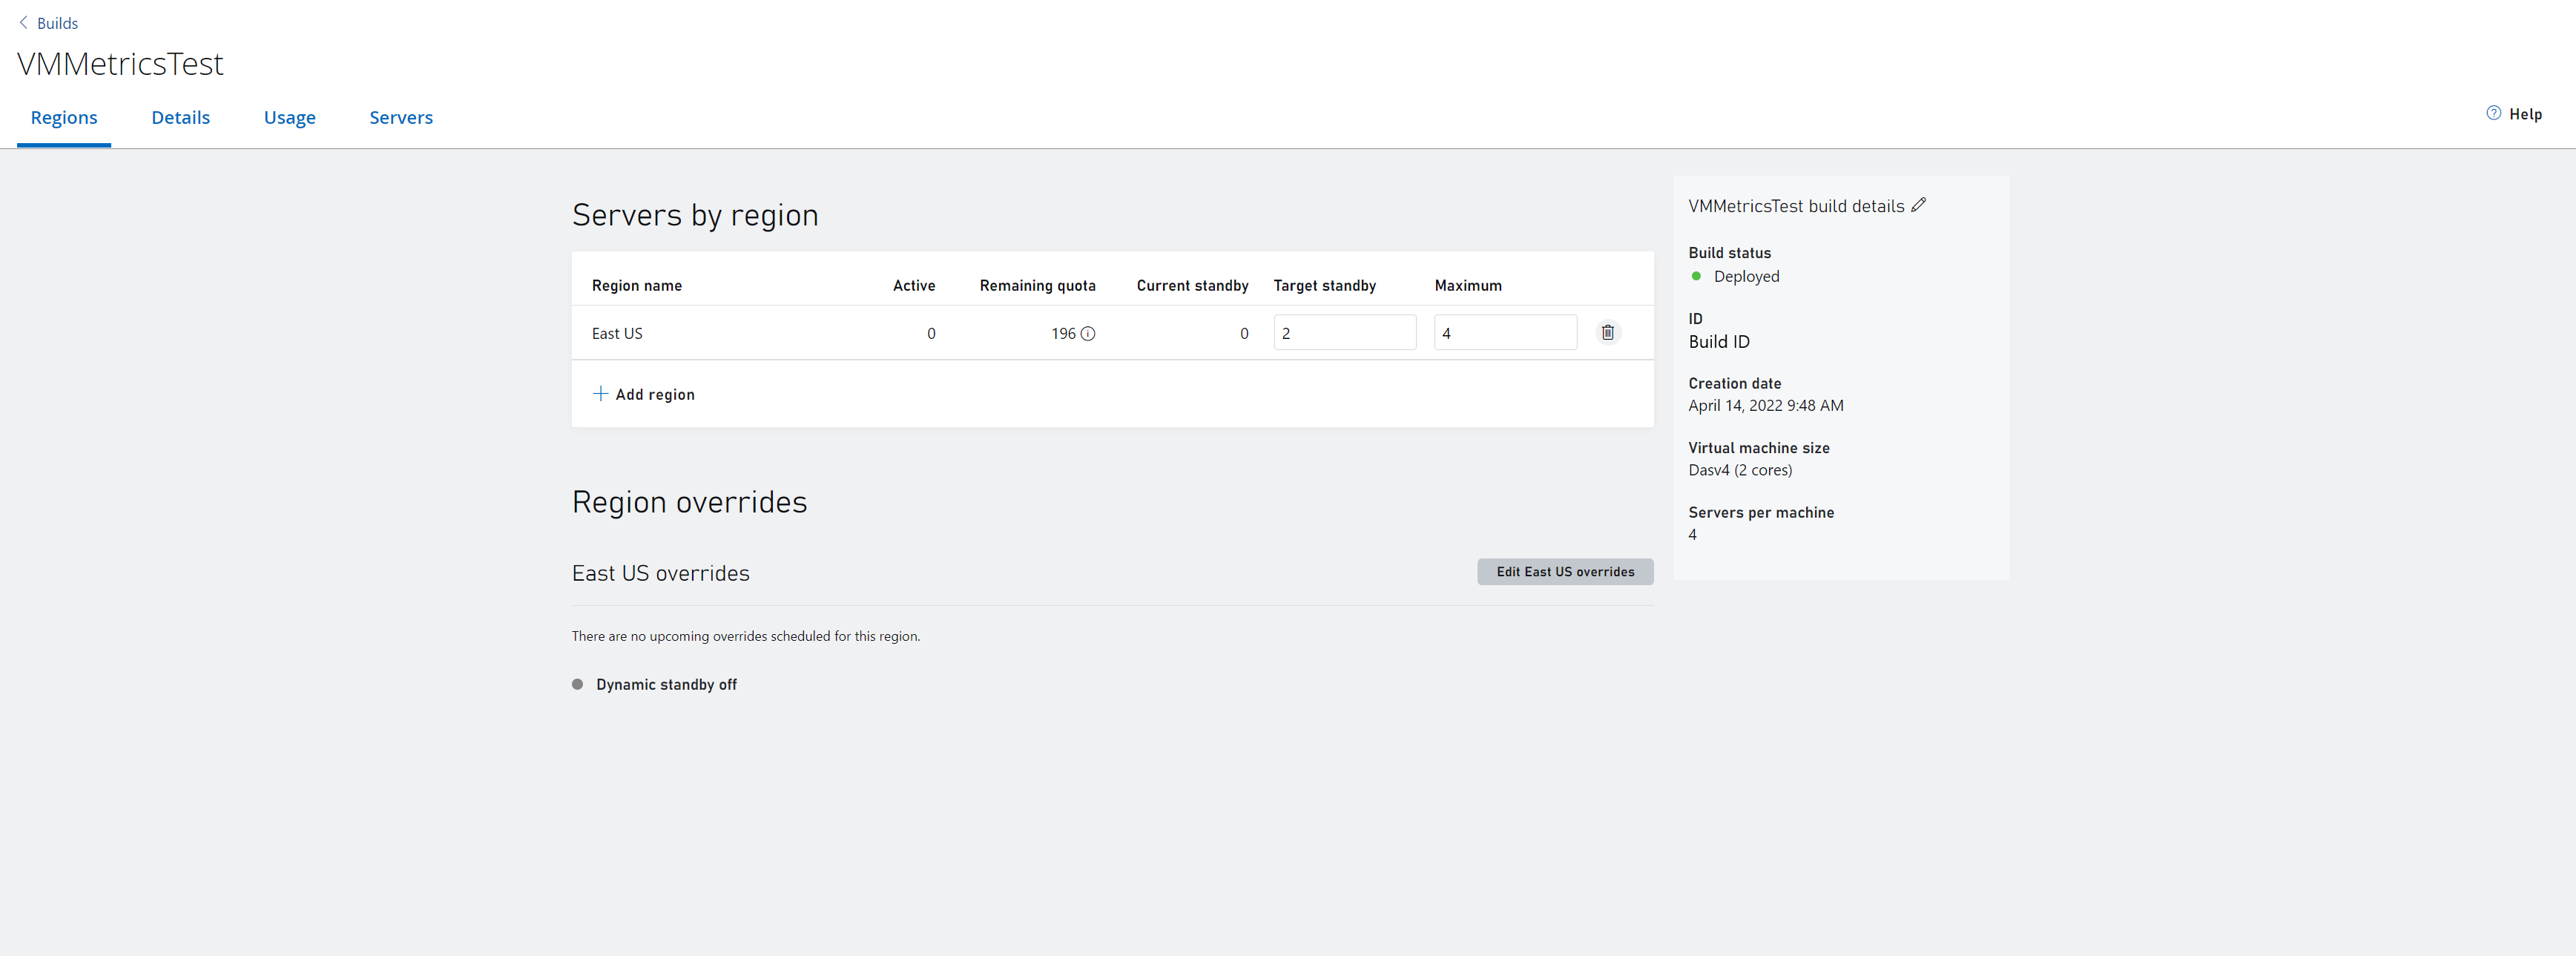 Builds
VMMetricsTest
Regions Details Usage Servers
Help
Servers by region
Region name Active Remaining quota Current standby Target standby Maximum
East US 0 196 0 2 4
Add region
Region overrides
East US overrides Edit East US overrides
There are no upcoming overrides scheduled for this region.
Dynamic standby off
VMMetricsTest build details
Build status
Deployed
ID
Build ID
Creation date
April 14, 2022 9:48 AM
Virtual machine size
Dasv4 (2 cores)
Servers per machine
4